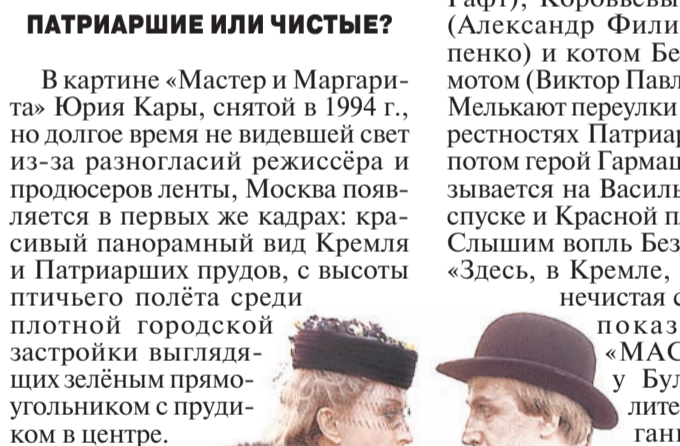 ПАТРИАРШИЕ ИЛИ ЧИСТЫЕ?
В картине «Мастер и Маргари-
та» Юрия Кары, снятой в 1994 г.,
но долгое время не видевшей свет
из-за разногласий режиссёра и
продюсеров ленты, Москва появ-
ляется в первых же кадрах: кра-
сивый панорамный вид Кремля
и Патриарших прудов, с высоты
птичьего полёта среди
плотной городской
застройки выглядя-
щих зелёным прямо-
угольником с пруди-
ком в центре.
(Александр Фили
пенко) и котом Бе
мотом (Виктор Павл
Мелькают переулки
рестностях Патриар
потом герой Гармаш
зывается на Василь
спуске и Красной пл
Слышим вопль Без
«Здесь, в Кремле,
нечистая с
показ
«МАС
у Бул
лите